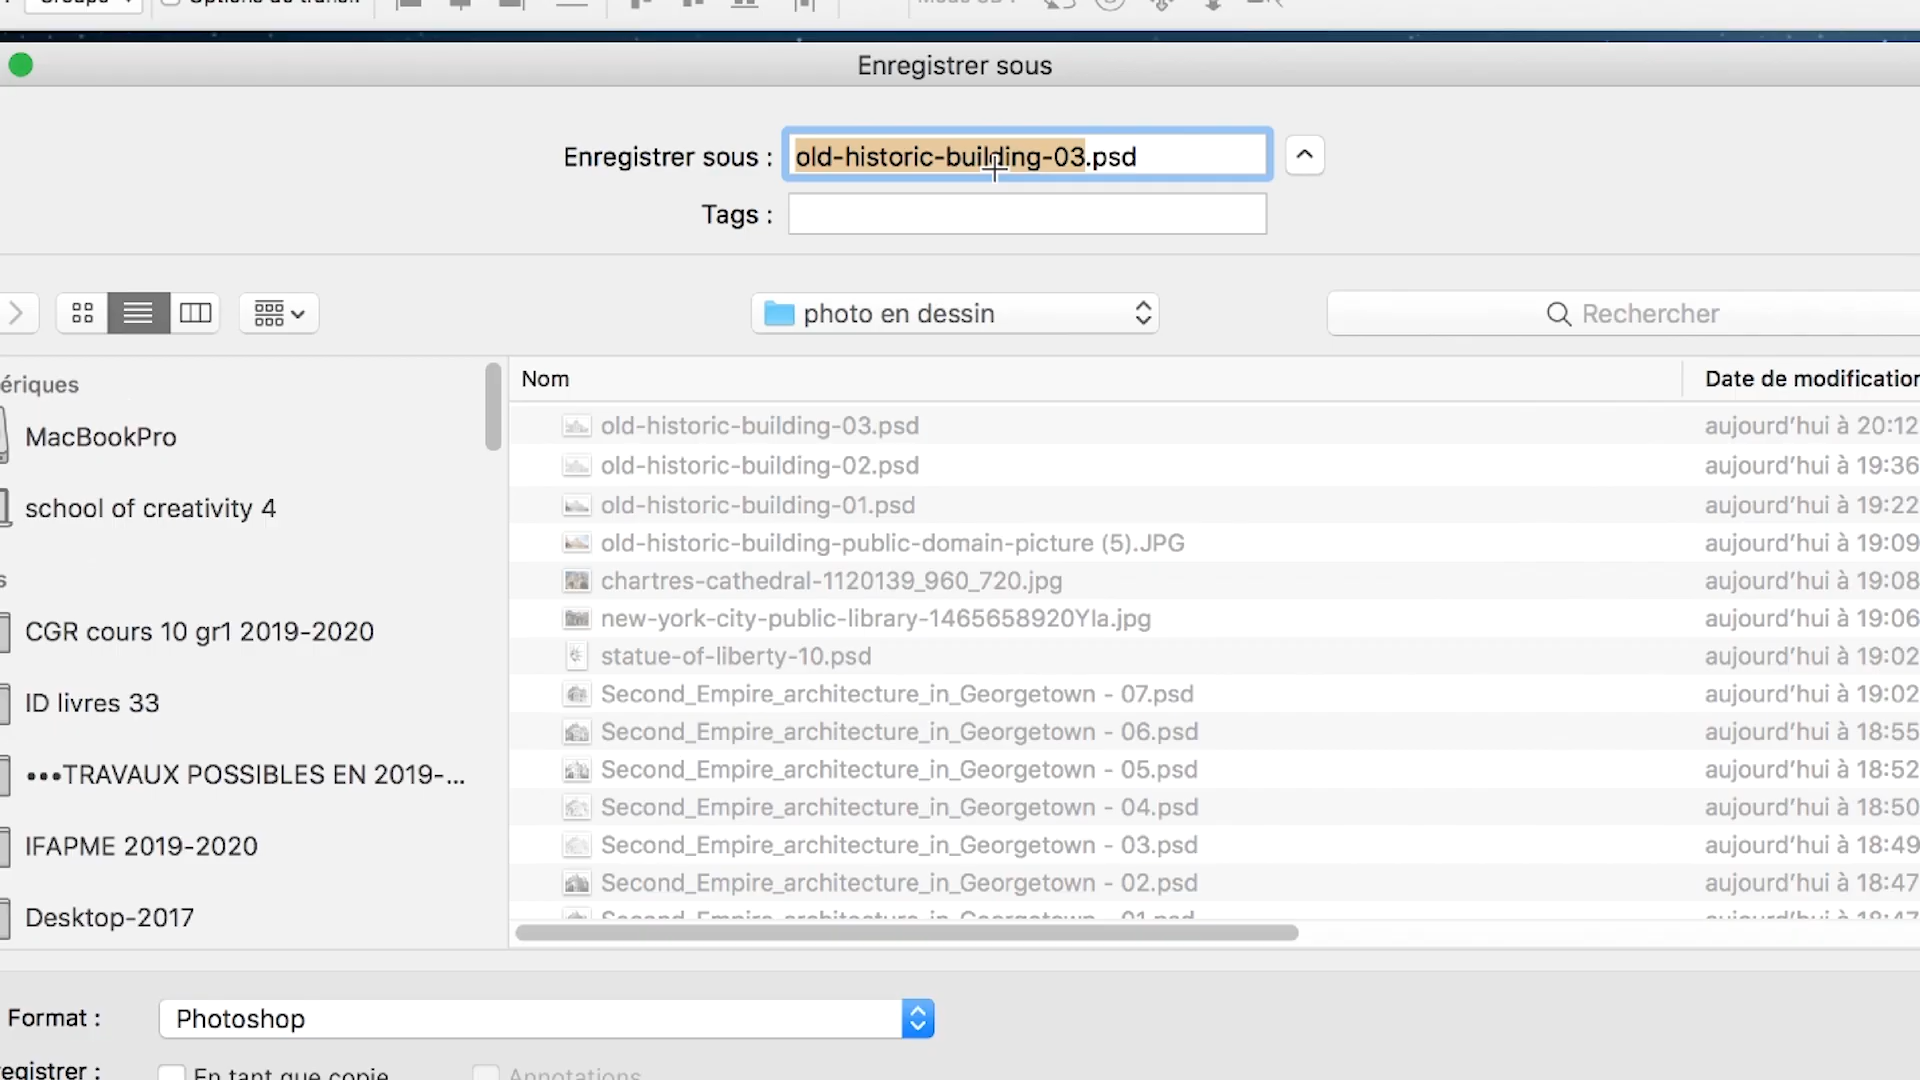 Enregistrer sous
Enregistrer sous : old-historic-building-03.psd
Tags :
photo en dessin
Rechercher
ériques
MacBookPro
school of creativity 4
s
CGR cours 10 gr1 2019-2020
ID livres 33
•••TRAVAUX POSSIBLES EN 2019-...
IFAPME 2019-2020
Desktop-2017
Nom Date de modification
old-historic-building-03.psd aujourd’hui à 20:12
old-historic-building-02.psd aujourd’hui à 19:36
old-historic-building-01.psd aujourd’hui à 19:22
old-historic-building-public-domain-picture (5).JPG aujourd’hui à 19:09
chartres-cathedral-1120139_960_720.jpg aujourd’hui à 19:08
new-york-city-public-library-1465658920Yla.jpg aujourd’hui à 19:06
statue-of-liberty-10.psd aujourd’hui à 19:02
Second_Empire_architecture_in_Georgetown - 07.psd aujourd’hui à 19:02
Second_Empire_architecture_in_Georgetown - 06.psd aujourd’hui à 18:55
Second_Empire_architecture_in_Georgetown - 05.psd aujourd’hui à 18:52
Second_Empire_architecture_in_Georgetown - 04.psd aujourd’hui à 18:50
Second_Empire_architecture_in_Georgetown - 03.psd aujourd’hui à 18:49
Second_Empire_architecture_in_Georgetown - 02.psd aujourd’hui à 18:47
Second_Empire_architecture_in_Georgetown - 01.psd aujourd’hui à 18:47
Format : Photoshop
egistrer : En tant que copie Annotations